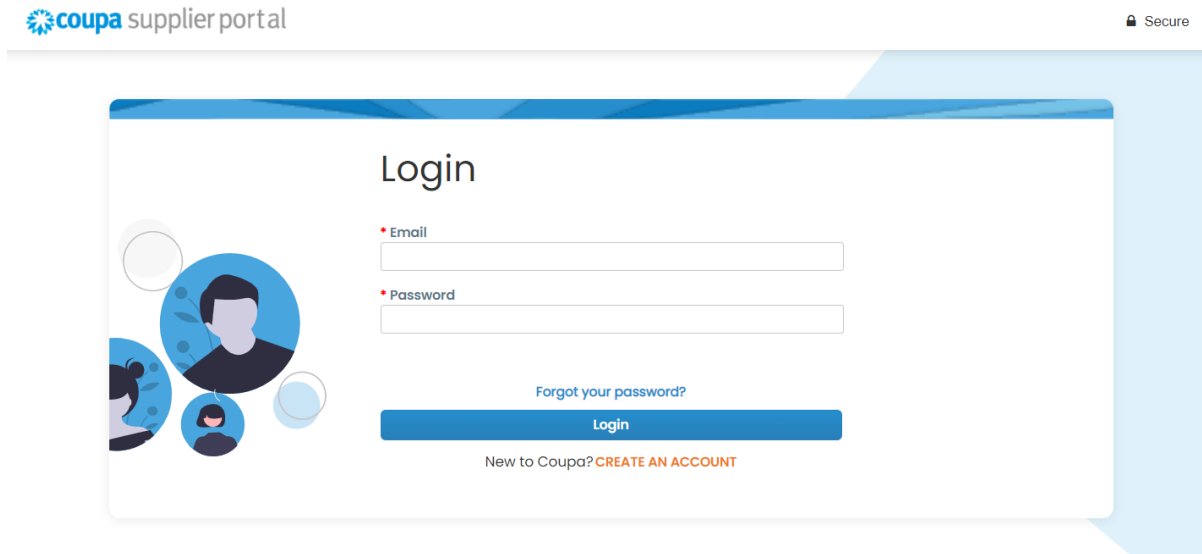 coupa supplier portal
Secure
Login
* Email
* Password
Forgot your password?
Login
New to Coupa? CREATE AN ACCOUNT